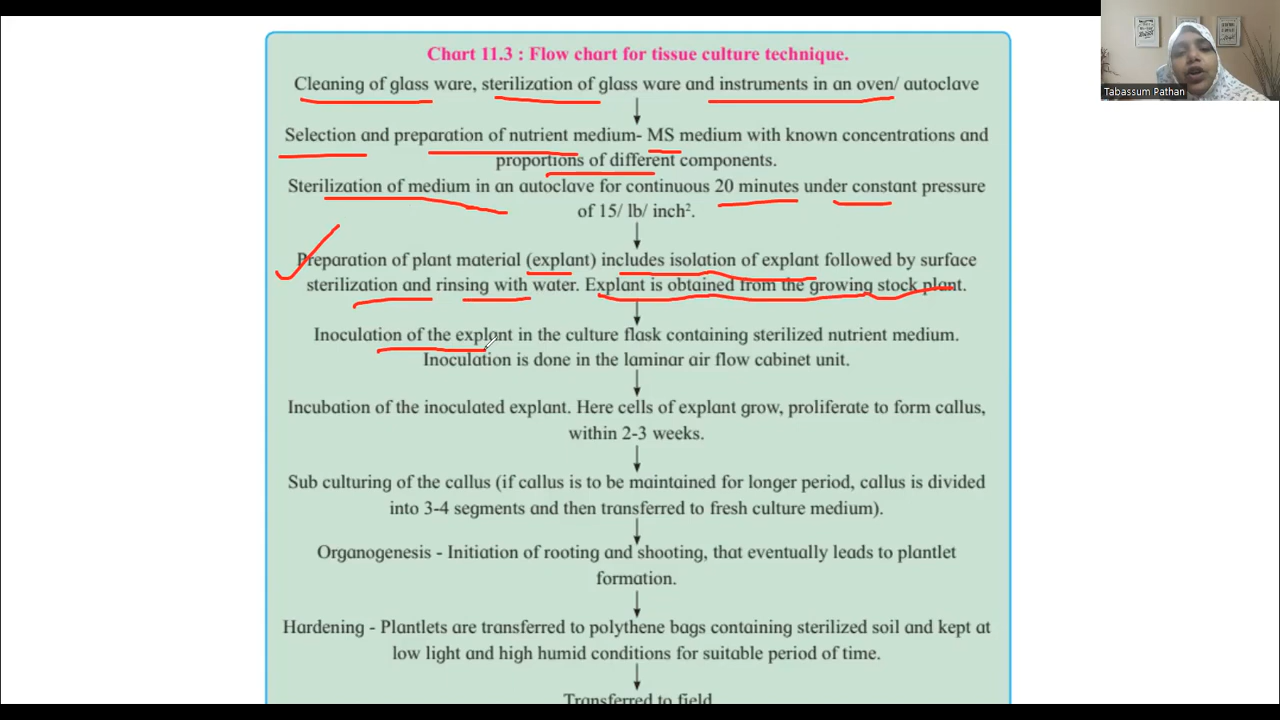 Chart 11.3 : Flow chart for tissue culture technique.
Cleaning of glass ware, sterilization of glass ware and instruments in an oven/ autoclave
Selection and preparation of nutrient medium- MS medium with known concentrations and
proportions of different components.
Sterilization of medium in an autoclave for continuous 20 minutes under constant pressure
of 15/ lb/ inch².
Preparation of plant material (explant) includes isolation of explant followed by surface
sterilization and rinsing with water. Explant is obtained from the growing stock plant.
Inoculation of the explant in the culture flask containing sterilized nutrient medium.
Inoculation is done in the laminar air flow cabinet unit.
Incubation of the inoculated explant. Here cells of explant grow, proliferate to form callus,
within 2-3 weeks.
Sub culturing of the callus (if callus is to be maintained for longer period, callus is divided
into 3-4 segments and then transferred to fresh culture medium).
Organogenesis - Initiation of rooting and shooting, that eventually leads to plantlet
formation.
Hardening - Plantlets are transferred to polythene bags containing sterilized soil and kept at
low light and high humid conditions for suitable period of time.
Transferred to field
Tabassum Pathan